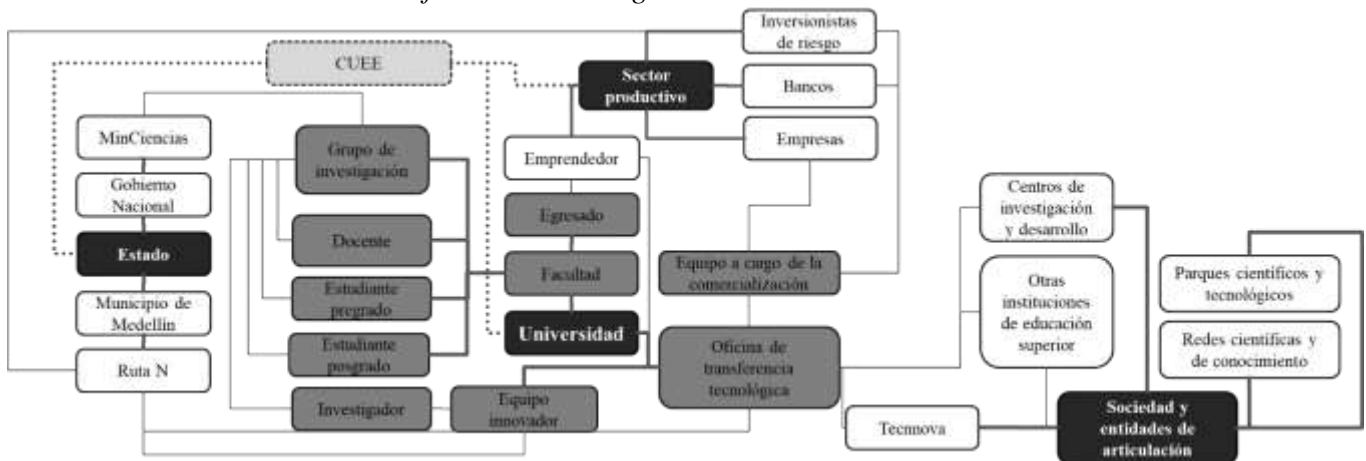 Inversionistas
de riesgo
CUEE
Sector
productivo
Bancos
MinCiencias
Grupo de
investigación
Emprendedor
Empresas
Gobierno
Nacional
Egresado
Centros de
investigación
y desarrollo
Estado
Docente
Facultad
Equipo a cargo de la
comercialización
Parques científicos y
tecnológicos
Otras
instituciones
de educación
superior
Municipio de
Medellín
Estudiante
pregrado
Universidad
Oficina de
transferencia
tecnológica
Redes científicas y
de conocimiento
Ruta N
Estudiante
posgrado
Investigador
Equipo
innovador
Tecnnova
Sociedad y
entidades de
articulación